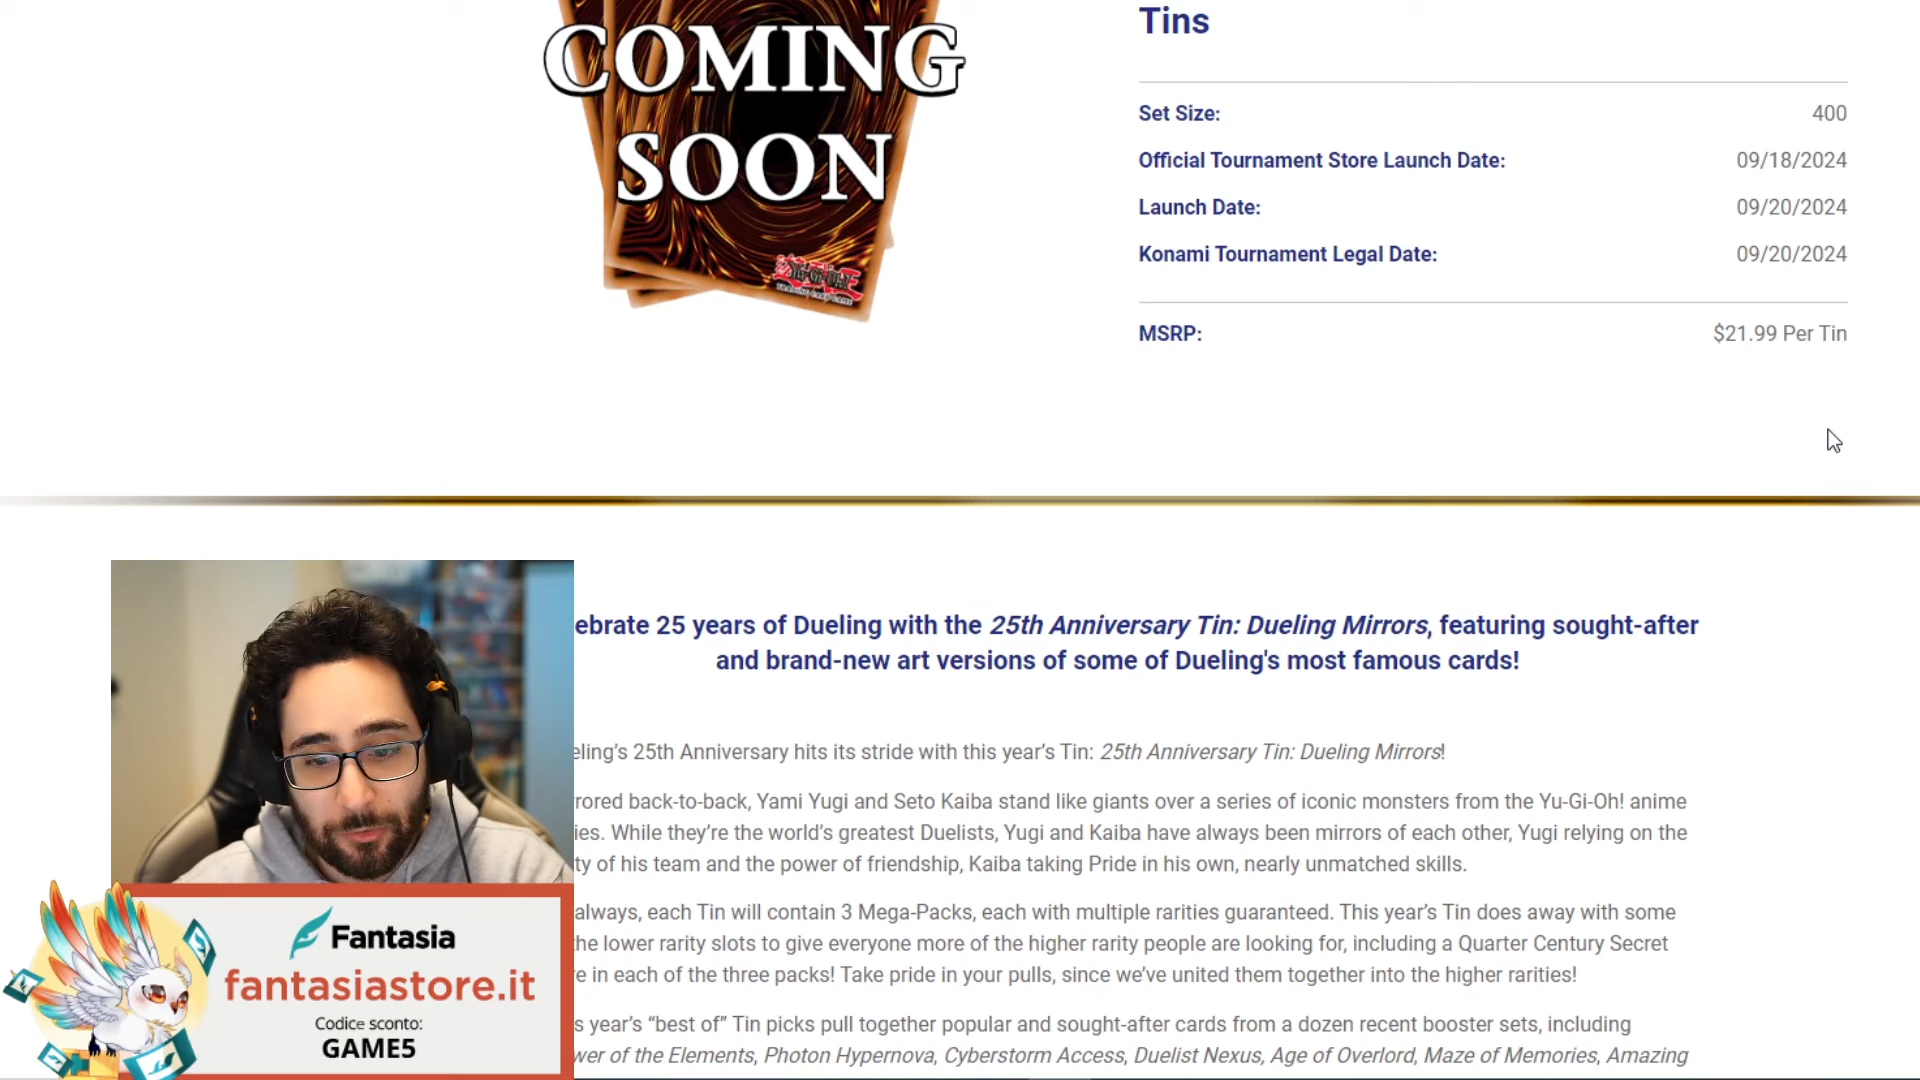 COMING
SOON
Yu-Gi-Oh!
TRADING CARD GAME
Tins
Set Size: 400
Official Tournament Store Launch Date: 09/18/2024
Launch Date: 09/20/2024
Konami Tournament Legal Date: 09/20/2024
MSRP: $21.99 Per Tin
ebrate 25 years of Dueling with the 25th Anniversary Tin: Dueling Mirrors, featuring sought-after
and brand-new art versions of some of Dueling's most famous cards!
eling’s 25th Anniversary hits its stride with this year’s Tin: 25th Anniversary Tin: Dueling Mirrors!
rored back-to-back, Yami Yugi and Seto Kaiba stand like giants over a series of iconic monsters from the Yu-Gi-Oh! anime
ies. While they’re the world’s greatest Duelists, Yugi and Kaiba have always been mirrors of each other, Yugi relying on the
ty of his team and the power of friendship, Kaiba taking Pride in his own, nearly unmatched skills.
always, each Tin will contain 3 Mega-Packs, each with multiple rarities guaranteed. This year’s Tin does away with some
he lower rarity slots to give everyone more of the higher rarity people are looking for, including a Quarter Century Secret
e in each of the three packs! Take pride in your pulls, since we’ve united them together into the higher rarities!
s year’s “best of” Tin picks pull together popular and sought-after cards from a dozen recent booster sets, including
wer of the Elements, Photon Hypernova, Cyberstorm Access, Duelist Nexus, Age of Overlord, Maze of Memories, Amazing
Fantasia
fantasiastore.it
Codice sconto:
GAME5